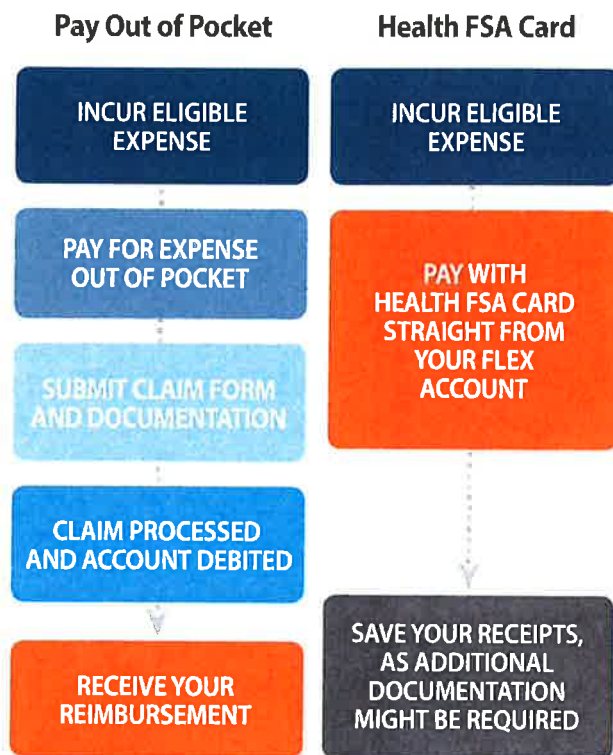 Pay Out of Pocket
INCUR ELIGIBLE
EXPENSE
PAY FOR EXPENSE
OUT OF POCKET
SUBMIT CLAIM FORM
AND DOCUMENTATION
CLAIM PROCESSED
AND ACCOUNT DEBITED
RECEIVE YOUR
REIMBURSEMENT
Health FSA Card
INCUR ELIGIBLE
EXPENSE
PAY WITH
HEALTH FSA CARD
STRAIGHT FROM
YOUR FLEX
ACCOUNT
SAVE YOUR RECEIPTS,
AS ADDITIONAL
DOCUMENTATION
MIGHT BE REQUIRED